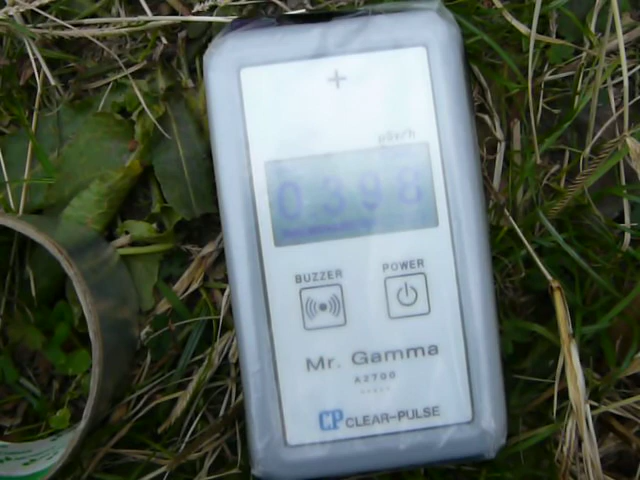 +
μSv/h
0.398
BUZZER
POWER
Mr. Gamma
A2700
CP CLEAR-PULSE